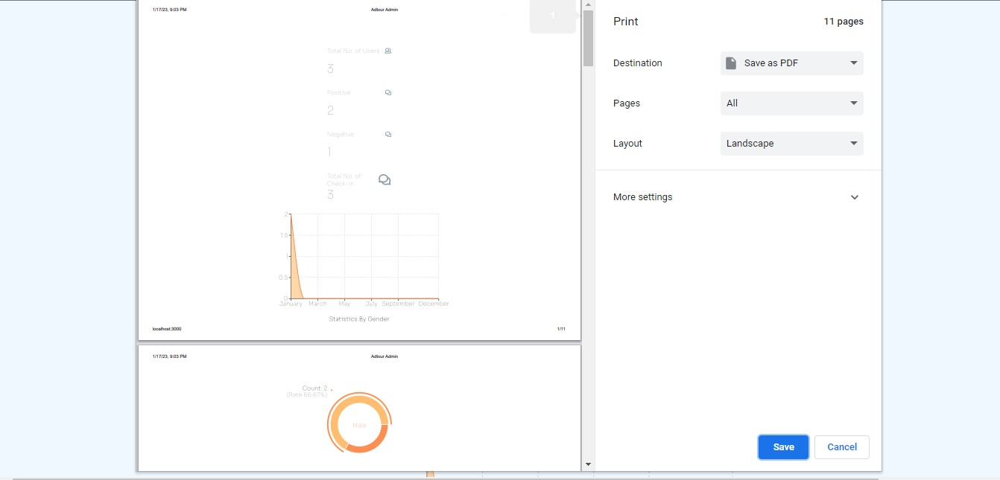 1/17/23, 9:03 PM Adtour Admin
1
Total No. of Users
3
Positive
2
Negative
1
Total No. of
Check-in
3
2
1.5
1
0.5
0
January March May July September December
Statistics By Gender
localhost:3000 1/11
1/17/23, 9:03 PM Adtour Admin
Count: 2
(Rate 66.67%)
Male
Print 11 pages
Destination Save as PDF
Pages All
Layout Landscape
More settings
Save Cancel